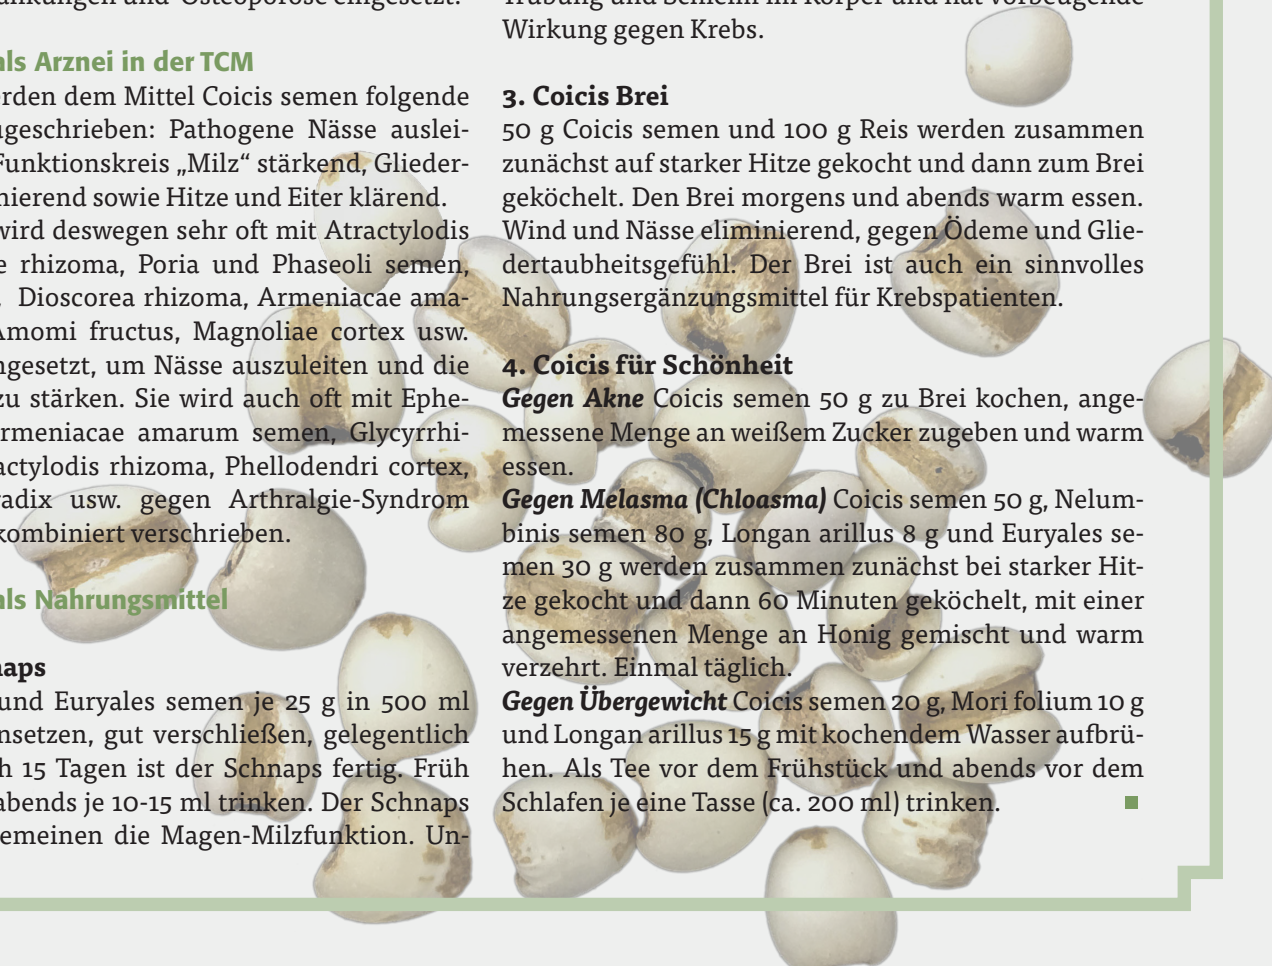 als Arznei in der TCM
erden dem Mittel Coicis semen folgende
ugeschrieben: Pathogene Nässe auslei-
Funktionskreis „Milz“ stärkend, Glieder-
nierend sowie Hitze und Eiter klärend.
wird deswegen sehr oft mit Atractylodis
e rhizoma, Poria und Phaseoli semen,
. Dioscorea rhizoma, Armeniacae ama-
Amomi fructus, Magnoliae cortex usw.
ngesetzt, um Nässe auszuleiten und die
zu stärken. Sie wird auch oft mit Ephe-
rmeniacae amarum semen, Glycyrrhi-
actylodis rhizoma, Phellodendri cortex,
radix usw. gegen Arthralgie-Syndrom
kombiniert verschrieben.
als Nahrungsmittel
naps
und Euryales semen je 25 g in 500 ml
nsetzen, gut verschließen, gelegentlich
h 15 Tagen ist der Schnaps fertig. Früh
abends je 10-15 ml trinken. Der Schnaps
gemeinen die Magen-Milzfunktion. Un-
Wirkung gegen Krebs.
3. Coicis Brei
50 g Coicis semen und 100 g Reis werden zusammen
zunächst auf starker Hitze gekocht und dann zum Brei
geköchelt. Den Brei morgens und abends warm essen.
Wind und Nässe eliminierend, gegen Ödeme und Glie-
dertaubheitsgefühl. Der Brei ist auch ein sinnvolles
Nahrungsergänzungsmittel für Krebspatienten.
4. Coicis für Schönheit
Gegen Akne Coicis semen 50 g zu Brei kochen, ange-
messene Menge an weißem Zucker zugeben und warm
essen.
Gegen Melasma (Chloasma) Coicis semen 50 g, Nelum-
binis semen 80 g, Longan arillus 8 g und Euryales se-
men 30 g werden zusammen zunächst bei starker Hit-
ze gekocht und dann 60 Minuten geköchelt, mit einer
angemessenen Menge an Honig gemischt und warm
verzehrt. Einmal täglich.
Gegen Übergewicht Coicis semen 20 g, Mori folium 10 g
und Longan arillus 15 g mit kochendem Wasser aufbrü-
hen. Als Tee vor dem Frühstück und abends vor dem
Schlafen je eine Tasse (ca. 200 ml) trinken.